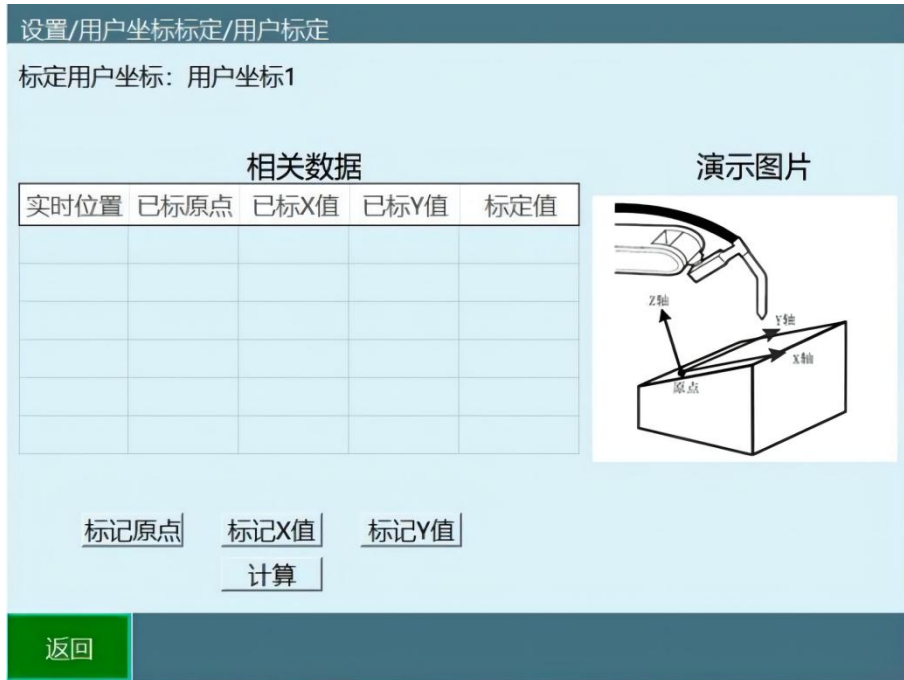 设置/用户坐标标定/用户标定
标定用户坐标：用户坐标1
相关数据
演示图片
实时位置 已标原点 已标X值 已标Y值 标定值
Z轴
Y轴
X轴
原点
标记原点 标记X值 标记Y值
计算
返回